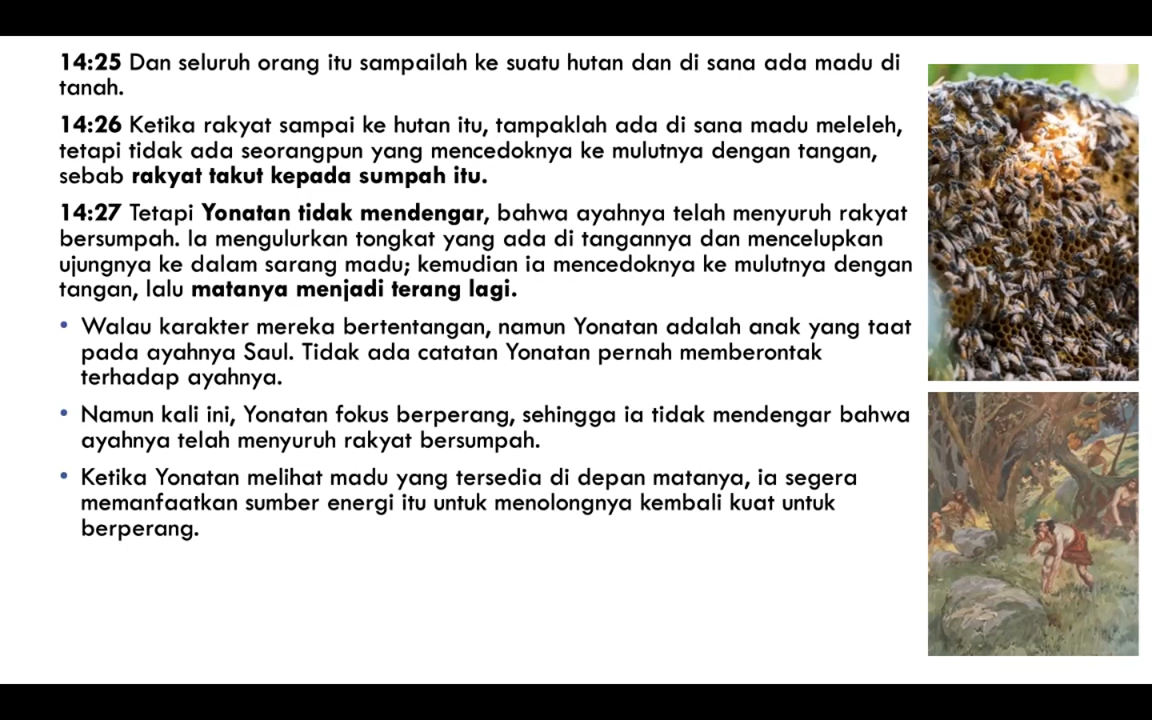 14:25 Dan seluruh orang itu sampailah ke suatu hutan dan di sana ada madu di
tanah.
14:26 Ketika rakyat sampai ke hutan itu, tampaklah ada di sana madu meleleh,
tetapi tidak ada seorangpun yang mencedoknya ke mulutnya dengan tangan,
sebab rakyat takut kepada sumpah itu.
14:27 Tetapi Yonatan tidak mendengar, bahwa ayahnya telah menyuruh rakyat
bersumpah. Ia mengulurkan tongkat yang ada di tangannya dan mencelupkan
ujungnya ke dalam sarang madu; kemudian ia mencedoknya ke mulutnya dengan
tangan, lalu matanya menjadi terang lagi.
• Walau karakter mereka bertentangan, namun Yonatan adalah anak yang taat
pada ayahnya Saul. Tidak ada catatan Yonatan pernah memberontak
terhadap ayahnya.
• Namun kali ini, Yonatan fokus berperang, sehingga ia tidak mendengar bahwa
ayahnya telah menyuruh rakyat bersumpah.
• Ketika Yonatan melihat madu yang tersedia di depan matanya, ia segera
memanfaatkan sumber energi itu untuk menolongnya kembali kuat untuk
berperang.